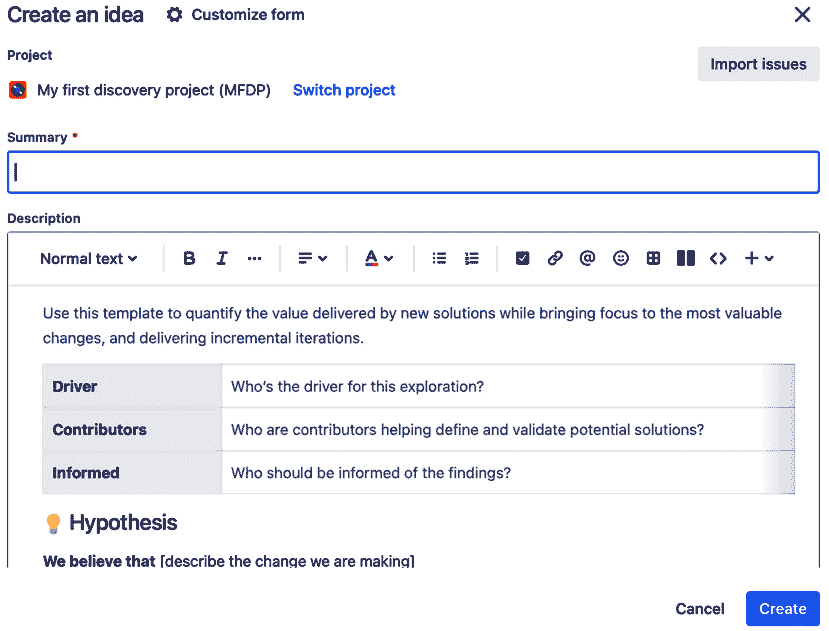 Create an idea Customize form
Project
Import issues
My first discovery project (MFDP) Switch project
Summary *
Description
Normal text B I ... A @ <> +
Use this template to quantify the value delivered by new solutions while bringing focus to the most valuable
changes, and delivering incremental iterations.
Driver Who's the driver for this exploration?
Contributors Who are contributors helping define and validate potential solutions?
Informed Who should be informed of the findings?
Hypothesis
We believe that [describe the change we are making]
Cancel Create